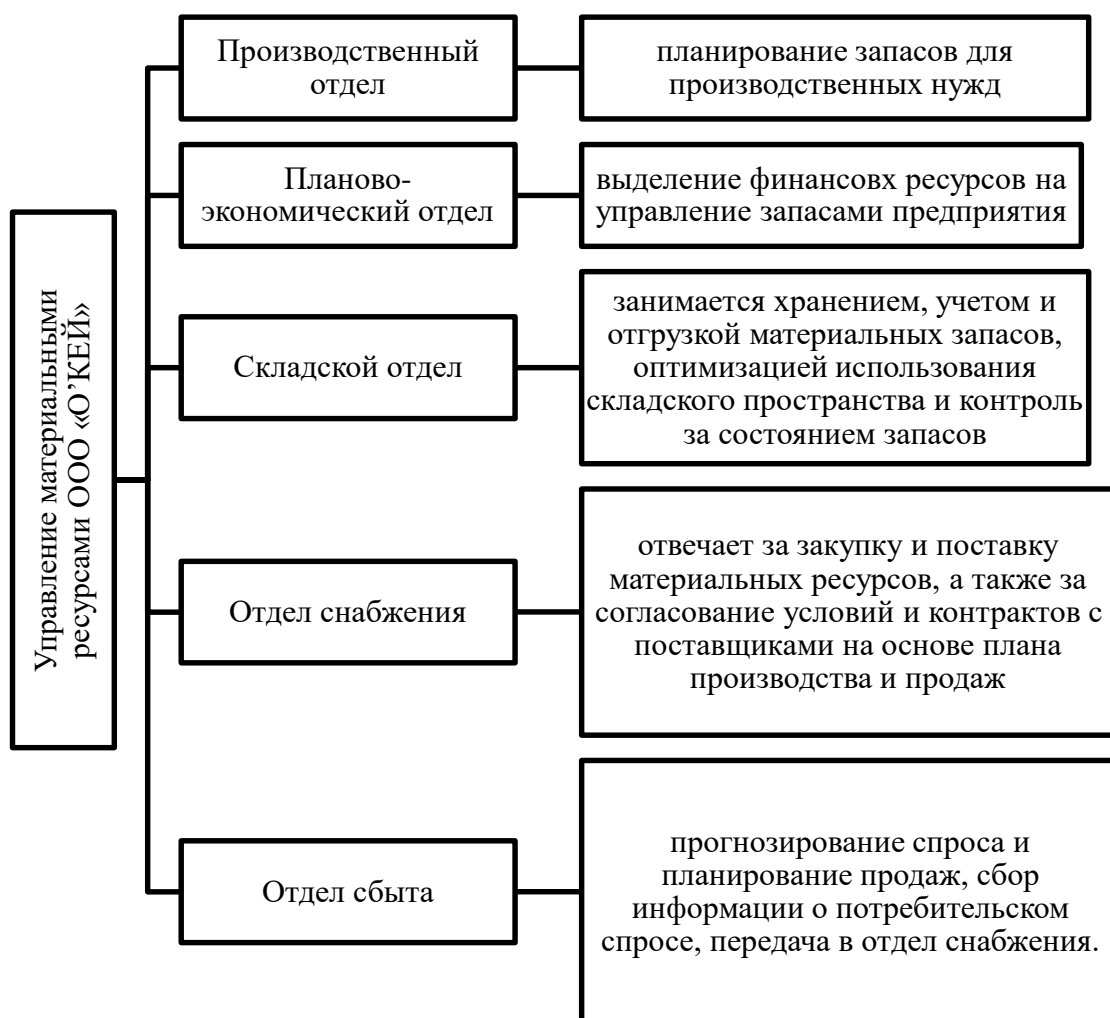 Управление материальными
ресурсами ООО «О’КЕЙ»
Производственный
отдел
планирование запасов для
производственных нужд
Планово-
экономический отдел
выделение финансовх ресурсов на
управление запасами предприятия
Складской отдел
занимается хранением, учетом и
отгрузкой материальных запасов,
оптимизацией использования
складского пространства и контроль
за состоянием запасов
Отдел снабжения
отвечает за закупку и поставку
материальных ресурсов, а также за
согласование условий и контрактов с
поставщиками на основе плана
производства и продаж
Отдел сбыта
прогнозирование спроса и
планирование продаж, сбор
информации о потребительском
спросе, передача в отдел снабжения.